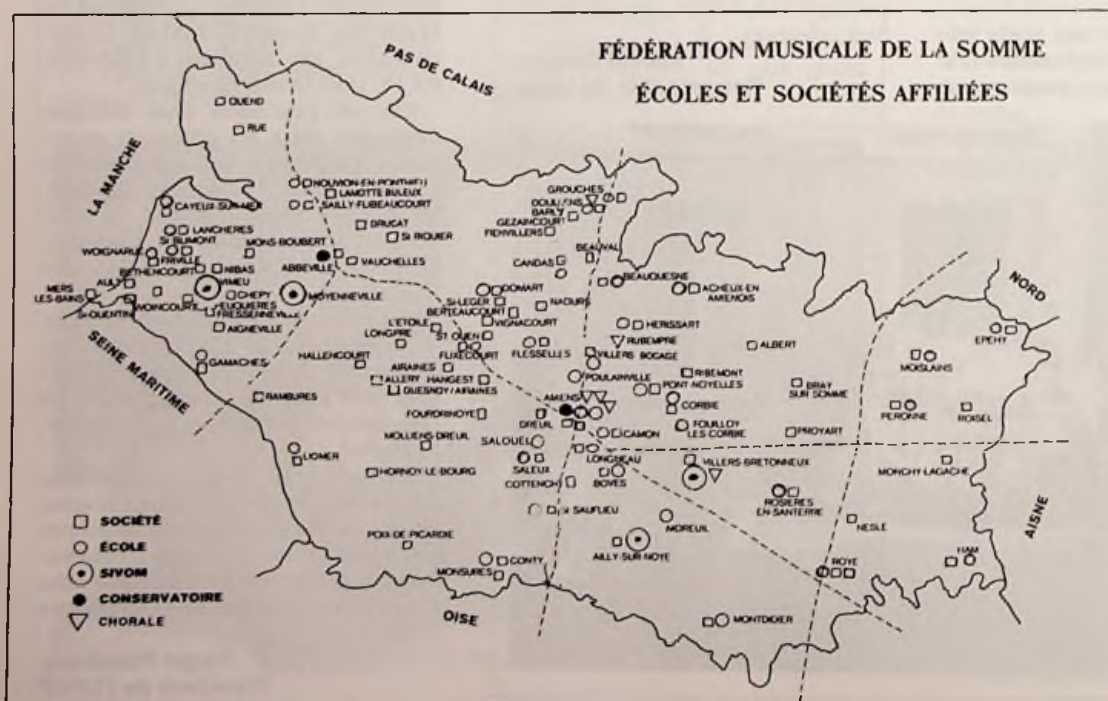 FÉDÉRATION MUSICALE DE LA SOMME
ÉCOLES ET SOCIÉTÉS AFFILIÉES
PAS DE CALAIS
LA MANCHE
NORD
SEINE MARITIME
AISNE
OISE
QUEND
RUE
NOUVION-EN-PONTHIEU
LAMOTTE BULEUX
SAILLY-FLIBEAUCOURT
CAYEUX-SUR-MER
LANCHERES
ST BLIMONT
MONS-BOUBERT
DRUCAT
ST RIQUIER
WOIGNARUE
FRIVILLE
BETHENCOURT
NIBAS
ABBEVILLE
VAUCHELLES
AULT
VIMEU
MERS
LES-BAINS
CHEPY
MOYENNEVILLE
ST-QUENTIN
FEUQUIERES
FRESSENNEVILLE
AIGNEVILLE
GAMACHES
RAMBURES
LIOMER
GROUCHES
DOULLENS
BARLY
GEZAINCOURT
FIENVILLERS
BEAUVAL
CANDAS
BEAUQUESNE
ACHEUX-EN
AMIENOIS
DOMART
ST-LEGER
BERTEAUCOURT
NAOURS
VIGNACOURT
L'ETOILE
ST OUEN
LONGPRE
FLIXECOURT
FLESSELLES
HERISSART
RUBEMPRE
VILLERS BOCAGE
ALBERT
HALLENCOURT
AIRAINES
ALLERY
HANGEST
QUESNOY/AIRAINES
POULAINVILLE
RIBEMONT
PONT-NOYELLES
BRAY
SUR SOMME
EPEHY
MOISLAINS
PERONNE
ROISEL
AMIENS
CORBIE
FOURDRINOYE
DREUIL
CAMON
FOUILLOY
LES CORBIE
PROYART
MOLLIENS-DREUIL
SALOUEL
LONGUEAU
VILLERS-BRETONNEUX
MONCHY-LAGACHE
HORNOY-LE-BOURG
SALEUX
BOVES
COTTENCH
ROSIERES
EN-SANTERRE
ST SAUFLIEU
MOREUIL
NESLE
POIX-DE-PICARDIE
AILLY-SUR-NOYE
CONTY
MONSURES
ROYE
HAM
MONTDIDIER
SOCIÉTÉ
ÉCOLE
SIVOM
CONSERVATOIRE
CHORALE